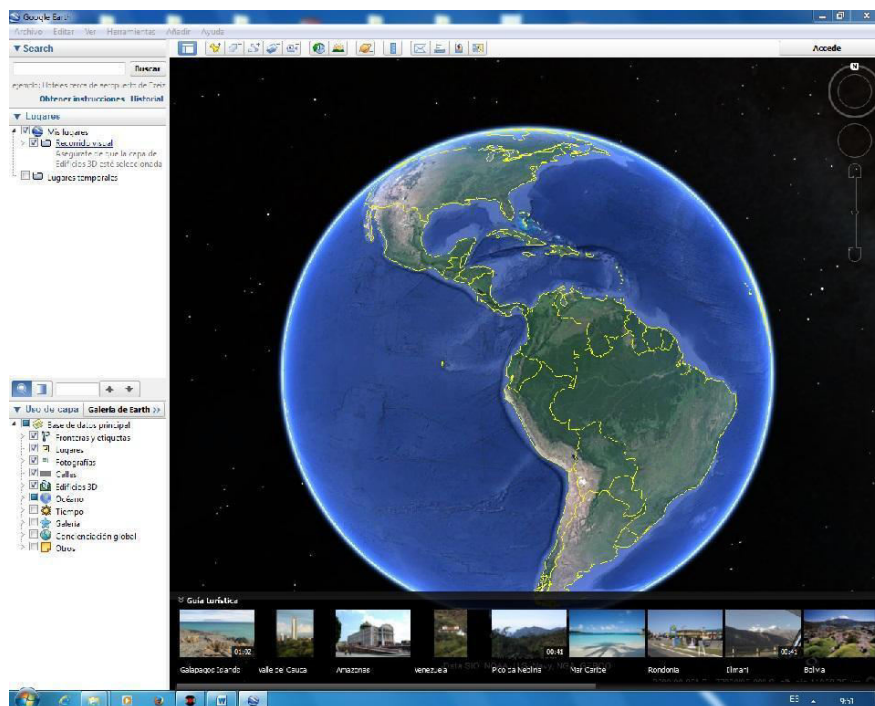 Google Earth
Archivo Editar Ver Herramientas Añadir Ayuda
Search
Buscar
Obtener instrucciones Historial
Lugares
Mis lugares
Recorrido visual
Asegúrate de que la capa de
Edificios 3D esté seleccionada
Lugares temporales
Uso de capa Galería de Earth >>
Base de datos principal
Fronteras y etiquetas
Lugares
Fotografías
Calles
Edificios 3D
Océano
Tiempo
Galería
Concienciación global
Otros
Accede
N
Guía turística
01:02
00:41
00:41
Galapagos Islands
Valle del Cauca
Amazonas
Venezuela
Pico da Neblina
Mar Caribe
Rondonia
Illimani
Bolivia
ES
9:51